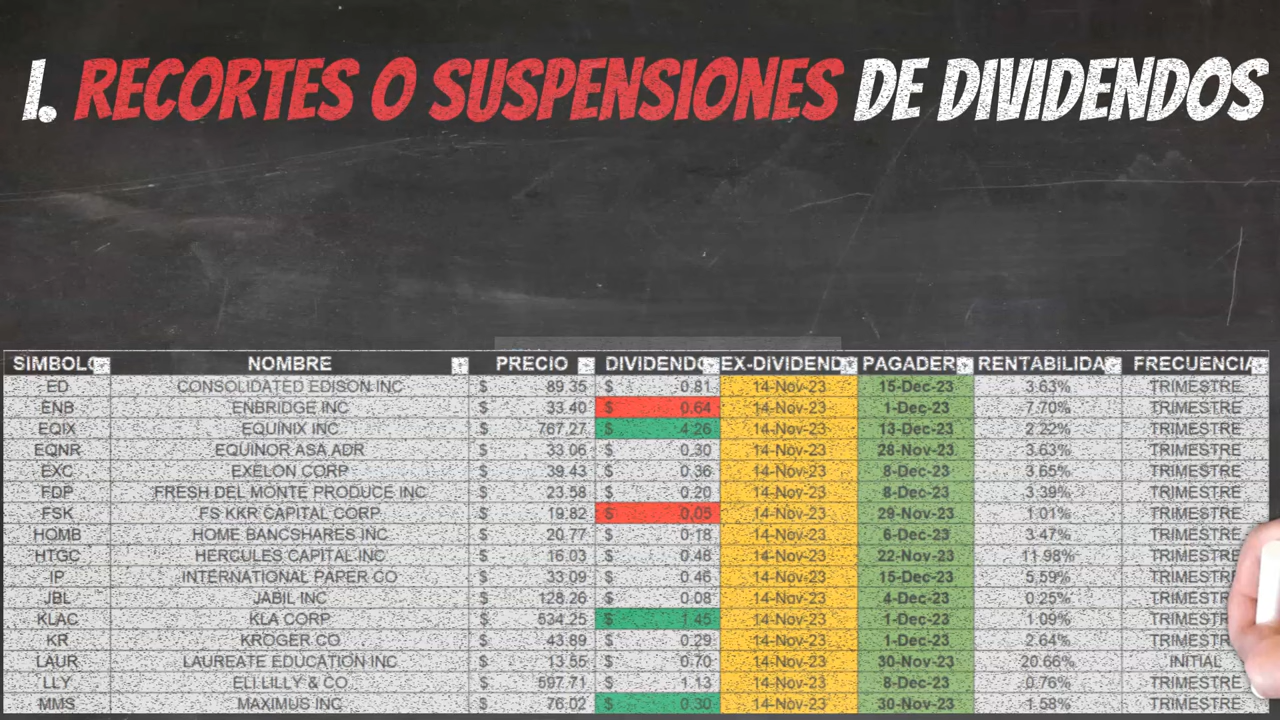 1. RECORTES O SUSPENSIONES DE DIVIDENDOS
SIMBOLO NOMBRE PRECIO DIVIDENDO EX-DIVIDEND PAGADER RENTABILIDA FRECUENCIA
ED CONSOLIDATED EDISON INC $ 89.35 $ 0.81 14-Nov-23 15-Dec-23 3.63% TRIMESTRE
ENB ENBRIDGE INC $ 33.40 $ 0.64 14-Nov-23 1-Dec-23 7.70% TRIMESTRE
EQIX EQUINIX INC $ 767.27 $ 4.26 14-Nov-23 13-Dec-23 2.22% TRIMESTRE
EQNR EQUINOR ASA ADR $ 33.06 $ 0.30 14-Nov-23 28-Nov-23 3.63% TRIMESTRE
EXC EXELON CORP $ 39.43 $ 0.36 14-Nov-23 8-Dec-23 3.65% TRIMESTRE
FDP FRESH DEL MONTE PRODUCE INC $ 23.58 $ 0.20 14-Nov-23 8-Dec-23 3.39% TRIMESTRE
FSK FS KKR CAPITAL CORP $ 19.82 $ 0.05 14-Nov-23 29-Nov-23 1.01% TRIMESTRE
HOMB HOME BANCSHARES INC $ 20.77 $ 0.18 14-Nov-23 6-Dec-23 3.47% TRIMESTRE
HTGC HERCULES CAPITAL INC $ 16.03 $ 0.48 14-Nov-23 22-Nov-23 11.98% TRIMESTRE
IP INTERNATIONAL PAPER CO $ 33.09 $ 0.46 14-Nov-23 15-Dec-23 5.59% TRIMESTRE
JBL JABIL INC $ 128.26 $ 0.08 14-Nov-23 4-Dec-23 0.25% TRIMESTRE
KLAC KLA CORP $ 534.25 $ 1.45 14-Nov-23 1-Dec-23 1.09% TRIMESTRE
KR KROGER CO $ 43.89 $ 0.29 14-Nov-23 1-Dec-23 2.64% TRIMESTRE
LAUR LAUREATE EDUCATION INC $ 13.55 $ 0.70 14-Nov-23 30-Nov-23 20.66% INITIAL
LLY ELI LILLY & CO $ 597.71 $ 1.13 14-Nov-23 8-Dec-23 0.76% TRIMESTRE
MMS MAXIMUS INC $ 76.02 $ 0.30 14-Nov-23 30-Nov-23 1.58% TRIMESTRE